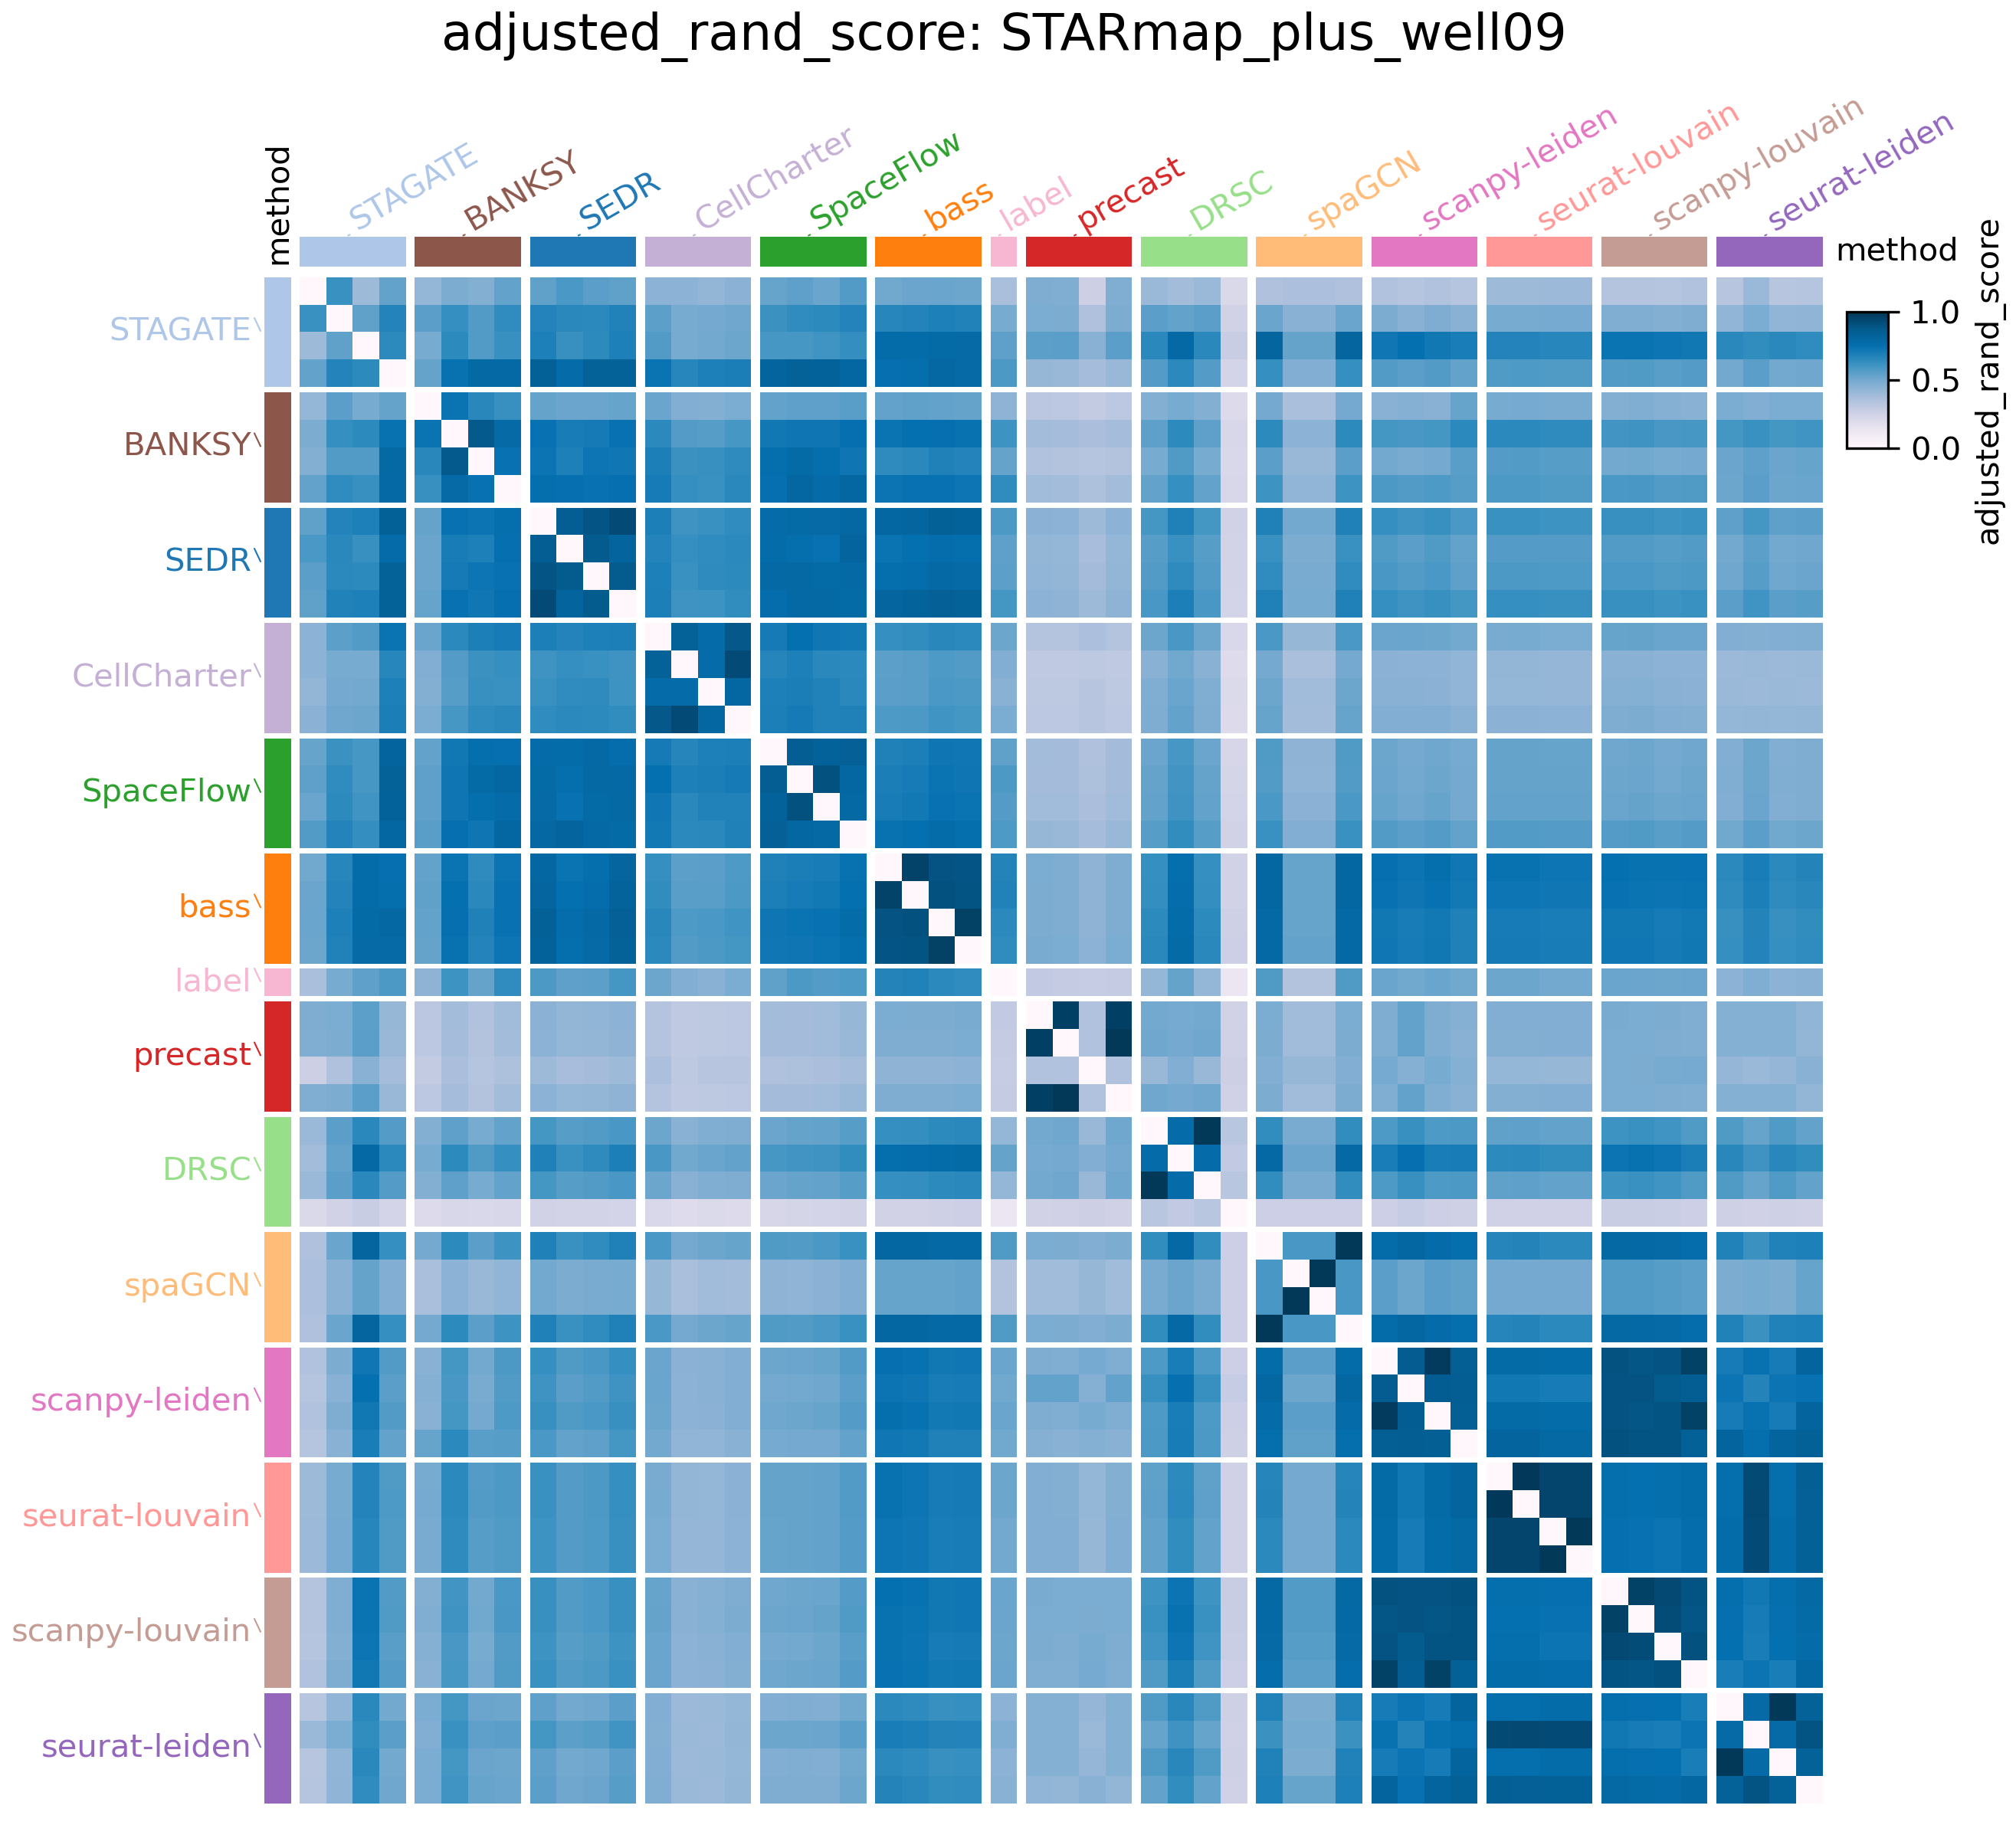 adjusted_rand_score: STARmap_plus_well09
method
STAGATE
BANKSY
SEDR
CellCharter
SpaceFlow
bass
label
precast
DRSC
spaGCN
scanpy-leiden
seurat-louvain
scanpy-louvain
seurat-leiden
method
1.0
0.5
0.0
adjusted_rand_score
STAGATE
BANKSY
SEDR
CellCharter
SpaceFlow
bass
label
precast
DRSC
spaGCN
scanpy-leiden
seurat-louvain
scanpy-louvain
seurat-leiden